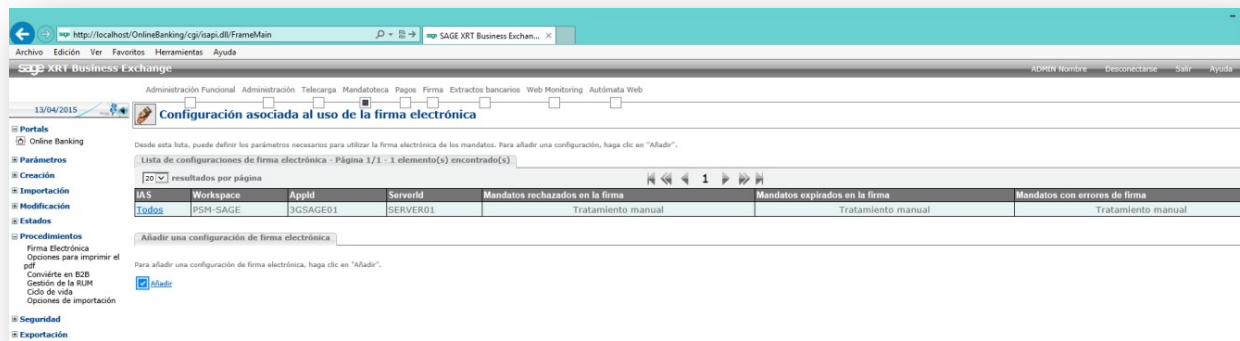 http://localhost/OnlineBanking/cgi/isapi.dll/FrameMain
SAGE XRT Business Exchan...
Archivo Edición Ver Favoritos Herramientas Ayuda
sage XRT Business Exchange
ADMIN Nombre Desconectarse Salir Ayuda
Administración Funcional Administración Telecarga Mandatoteca Pagos Firma Extractos bancarios Web Monitoring Autómata Web
13/04/2015
Configuración asociada al uso de la firma electrónica
Portals
Online Banking
Parámetros
Creación
Importación
Modificación
Estados
Procedimientos
Firma Electrónica
Opciones para imprimir el
pdf
Conviérte en B2B
Gestión de la RUM
Ciclo de vida
Opciones de importación
Seguridad
Exportación
Desde esta lista, puede definir los parámetros necesarios para utilizar la firma electrónica de los mandatos. Para añadir una configuración, haga clic en "Añadir".
Lista de configuraciones de firma electrónica - Página 1/1 - 1 elemento(s) encontrado(s)
20 resultados por página
1
IAS Workspace AppId ServerId Mandatos rechazados en la firma Mandatos expirados en la firma Mandatos con errores de firma
Todos PSM-SAGE 3GSAGE01 SERVER01 Tratamiento manual Tratamiento manual Tratamiento manual
Añadir una configuración de firma electrónica
Para añadir una configuración de firma electrónica, haga clic en "Añadir".
Añadir